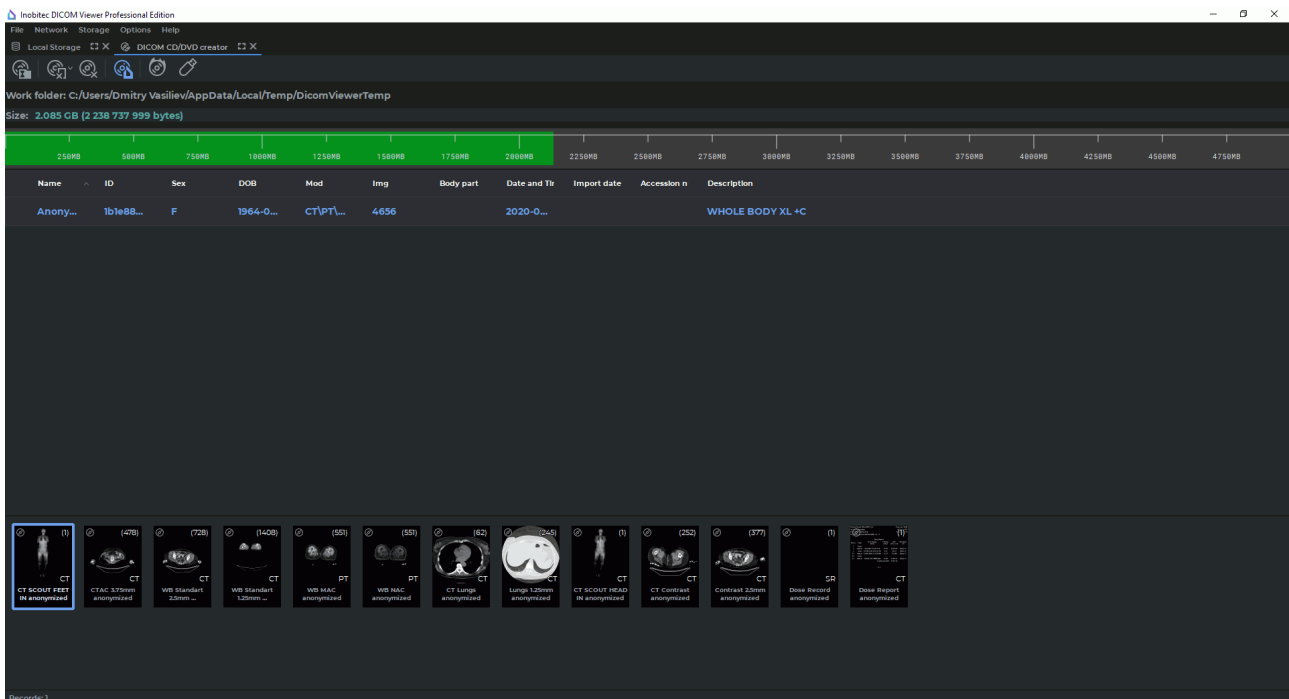 Inobitec DICOM Viewer Professional Edition
File Network Storage Options Help
Local Storage DICOM CD/DVD creator
Work folder: C:/Users/Dmitry Vasiliev/AppData/Local/Temp/DicomViewerTemp
Size: 2.085 GB (2 238 737 999 bytes)
250MB 500MB 750MB 1000MB 1250MB 1500MB 1750MB 2000MB 2250MB 2500MB 2750MB 3000MB 3250MB 3500MB 3750MB 4000MB 4250MB 4500MB 4750MB
Name ID Sex DOB Mod Img Body part Date and Tir Import date Accession n Description
Anony... 1b1e88... F 1964-0... CT\PT\... 4656 2020-0... WHOLE BODY XL +C
(1) (478) (728) (1408) (551) (551) (62) (245) (1) (252) (377) (1) (1)
CT CT CT CT PT PT CT CT CT CT CT SR CT
CT SCOUT FEET CTAC 3.75mm WB Standart WB Standart WB MAC WB NAC CT Lungs Lungs 1.25mm CT SCOUT HEAD CT Contrast Contrast 2.5mm Dose Record Dose Report
IN anonymized anonymized 2.5mm ... 1.25mm ... anonymized anonymized anonymized anonymized IN anonymized anonymized anonymized anonymized anonymized
Records: 1